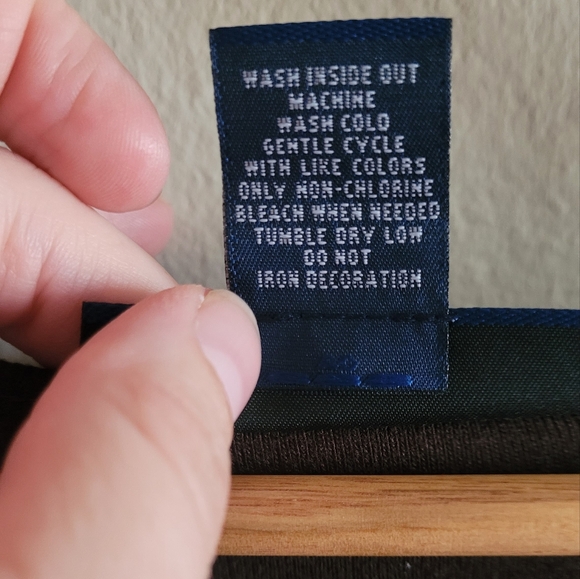 WASH INSIDE OUT
MACHINE
WASH COLD
GENTLE CYCLE
WITH LIKE COLORS
ONLY NON-CHLORINE
BLEACH WHEN NEEDED
TUMBLE DRY LOW
DO NOT
IRON DECORATION